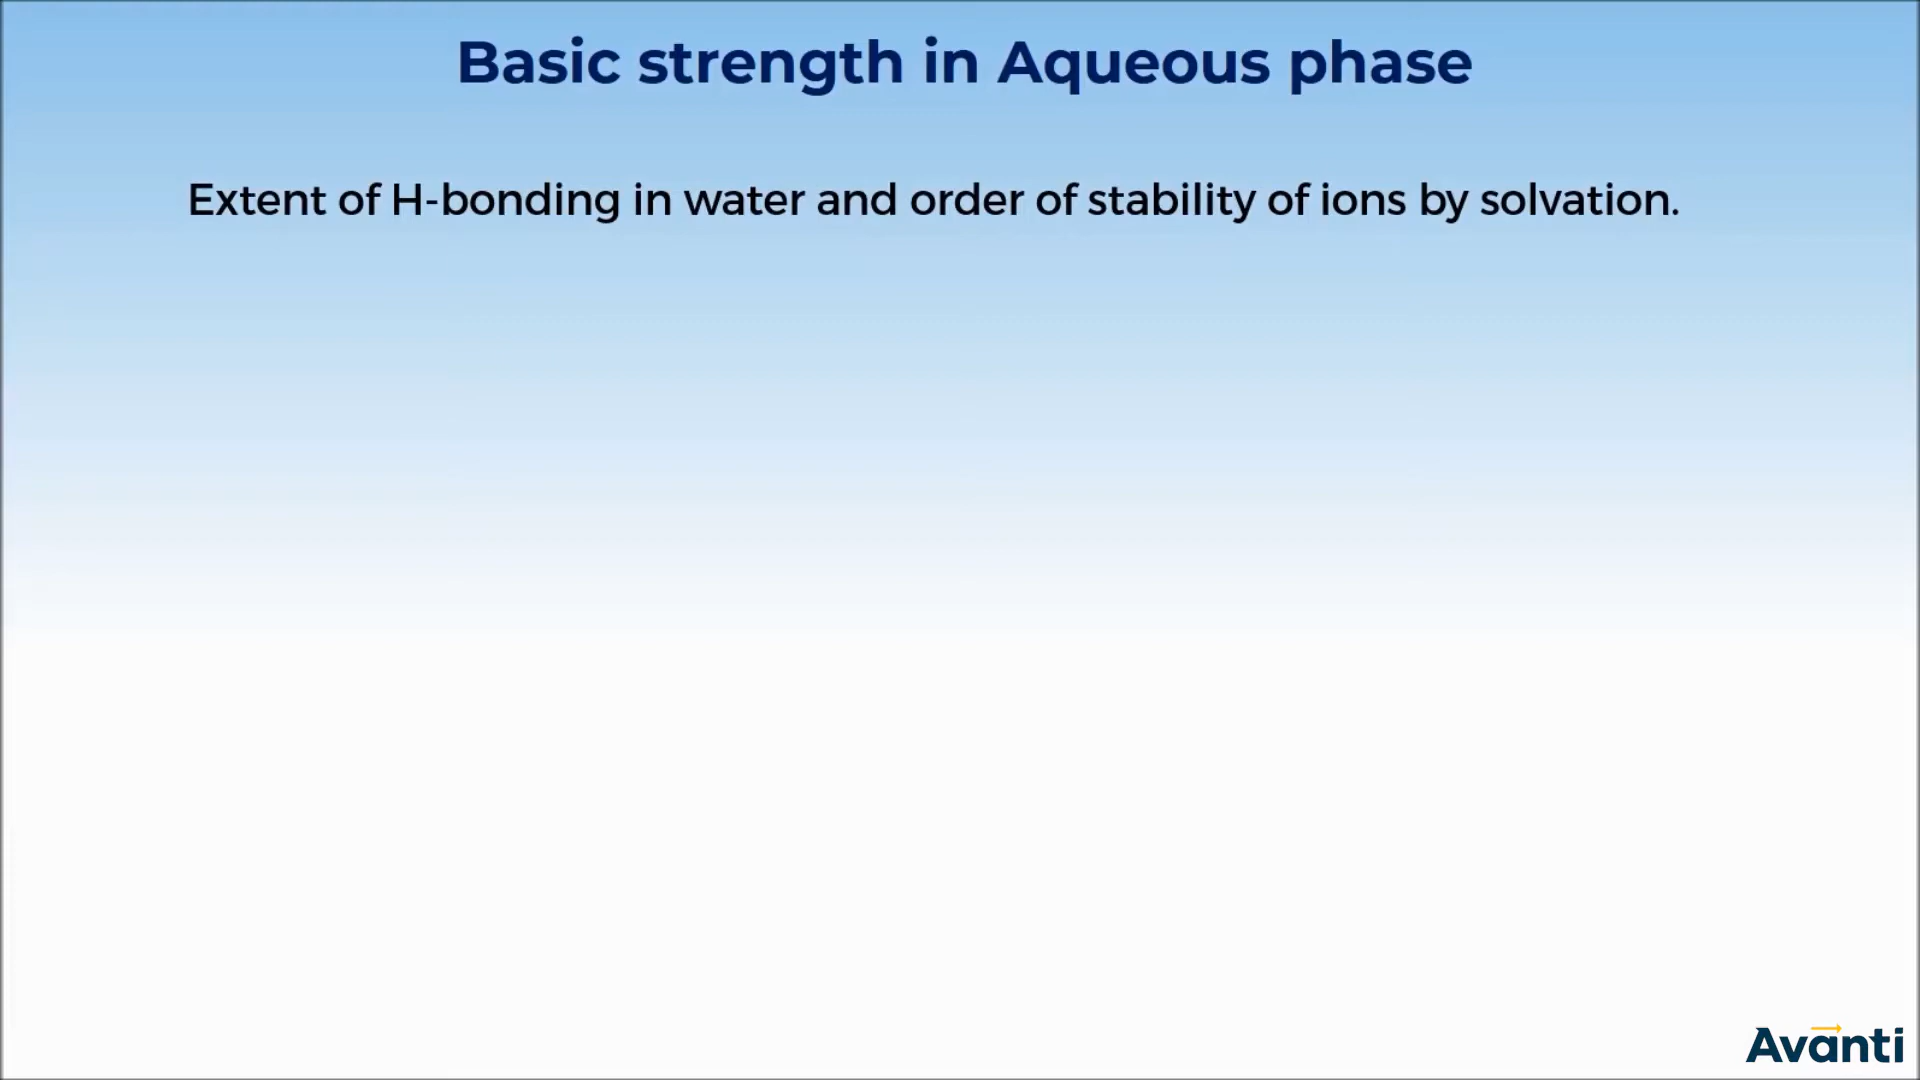 Basic strength in Aqueous phase
Extent of H-bonding in water and order of stability of ions by solvation.
Avanti